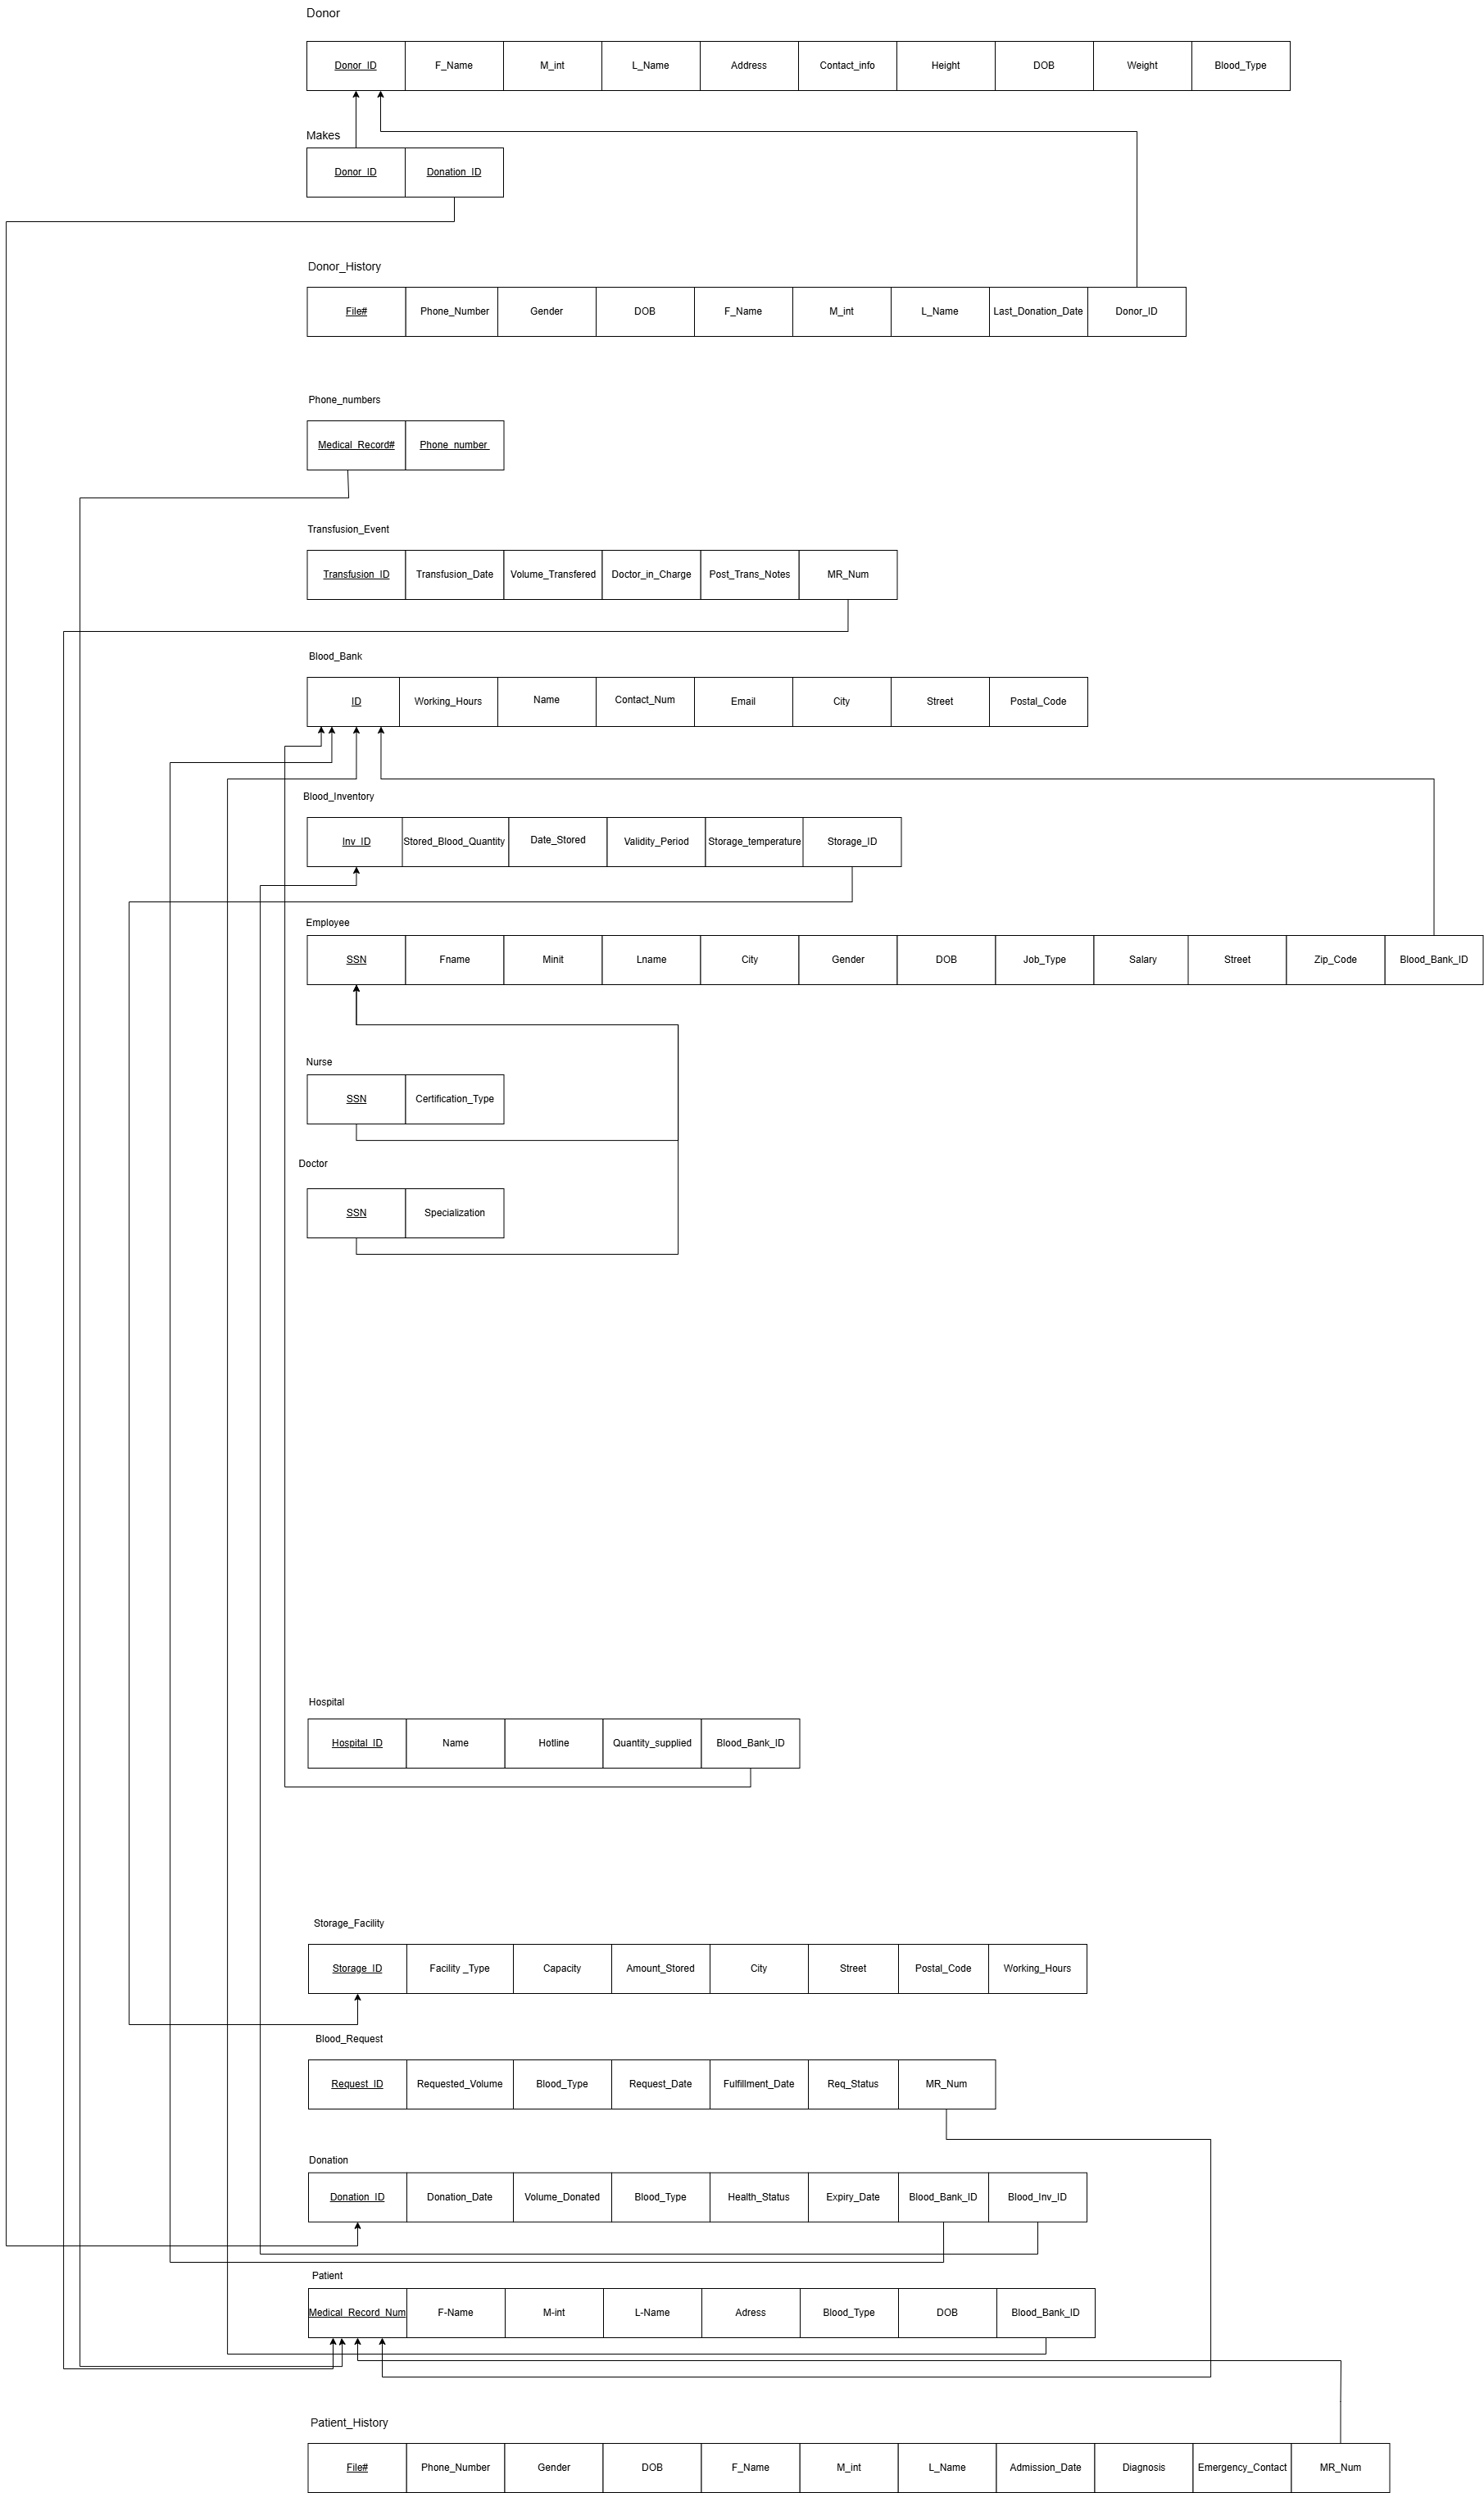 Donor
Donor_ID F_Name M_int L_Name Address Contact_info Height DOB Weight Blood_Type
Makes
Donor_ID Donation_ID
Donor_History
File# Phone_Number Gender DOB F_Name M_int L_Name Last_Donation_Date Donor_ID
Phone_numbers
Medical_Record# Phone_number
Transfusion_Event
Transfusion_ID Transfusion_Date Volume_Transfered Doctor_in_Charge Post_Trans_Notes MR_Num
Blood_Bank
ID Working_Hours Name Contact_Num Email City Street Postal_Code
Blood_Inventory
Inv_ID Stored_Blood_Quantity Date_Stored Validity_Period Storage_temperature Storage_ID
Employee
SSN Fname Minit Lname City Gender DOB Job_Type Salary Street Zip_Code Blood_Bank_ID
Nurse
SSN Certification_Type
Doctor
SSN Specialization
Hospital
Hospital_ID Name Hotline Quantity_supplied Blood_Bank_ID
Storage_Facility
Storage_ID Facility _Type Capacity Amount_Stored City Street Postal_Code Working_Hours
Blood_Request
Request_ID Requested_Volume Blood_Type Request_Date Fulfillment_Date Req_Status MR_Num
Donation
Donation_ID Donation_Date Volume_Donated Blood_Type Health_Status Expiry_Date Blood_Bank_ID Blood_Inv_ID
Patient
Medical_Record_Num F-Name M-int L-Name Adress Blood_Type DOB Blood_Bank_ID
Patient_History
File# Phone_Number Gender DOB F_Name M_int L_Name Admission_Date Diagnosis Emergency_Contact MR_Num